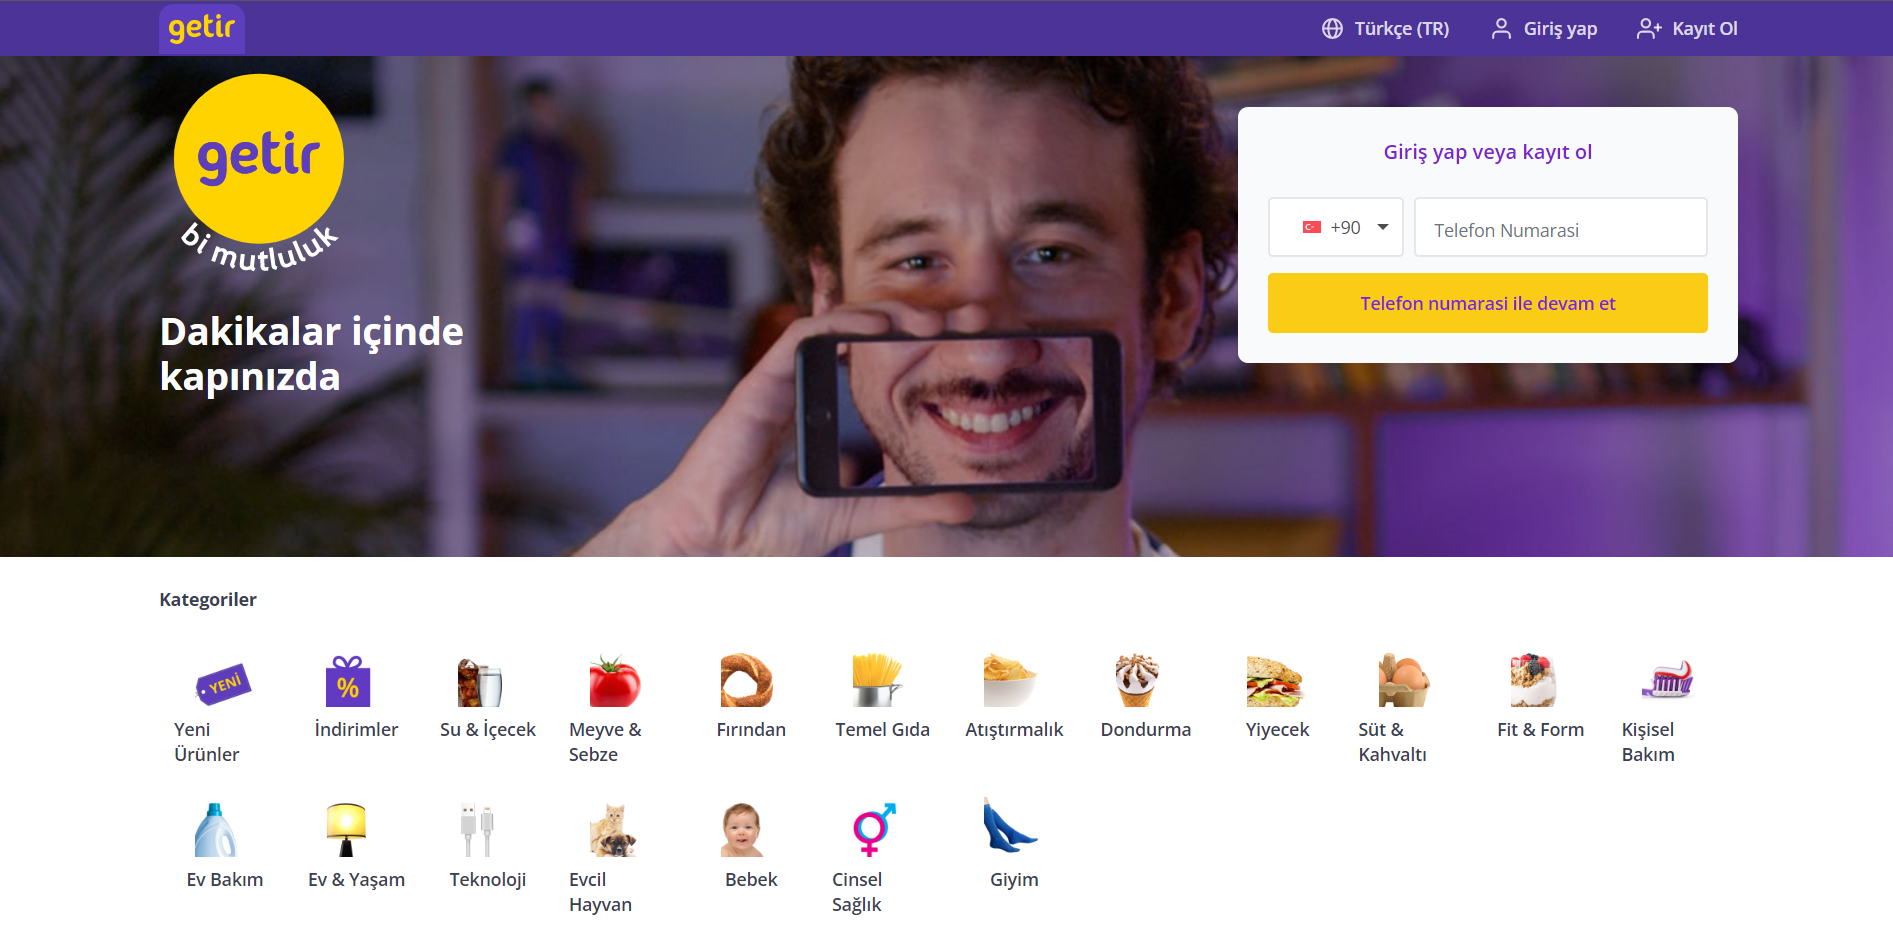 getir
Türkçe (TR)
Giriş yap
Kayıt Ol
getir
bi mutluluk
Dakikalar içinde
kapınızda
Giriş yap veya kayıt ol
+90
Telefon Numarasi
Telefon numarasi ile devam et
Kategoriler
YENİ
%
Yeni
Ürünler
İndirimler
Su & İçecek
Meyve &
Sebze
Fırından
Temel Gıda
Atıştırmalık
Dondurma
Yiyecek
Süt &
Kahvaltı
Fit & Form
Kişisel
Bakım
Ev Bakım
Ev & Yaşam
Teknoloji
Evcil
Hayvan
Bebek
Cinsel
Sağlık
Giyim